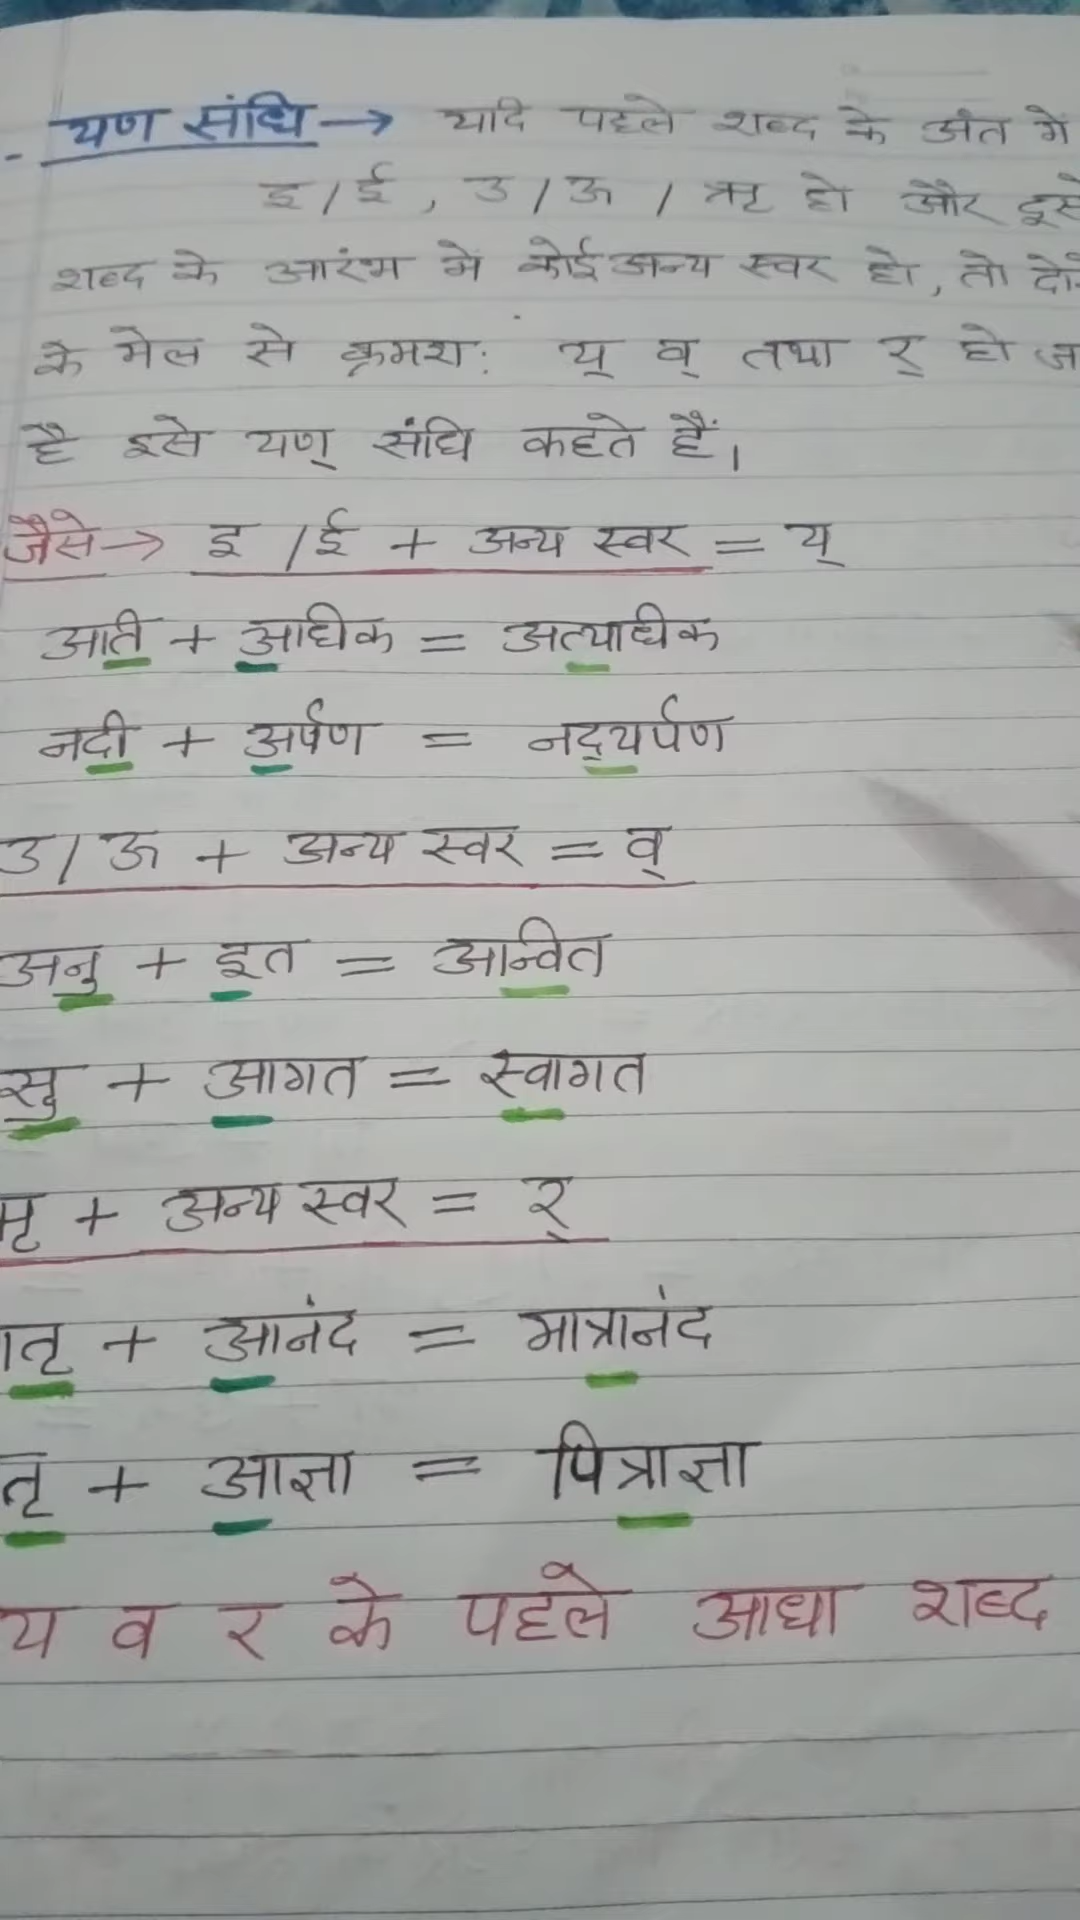 यण संधि → यदि पहले शब्द के अंत में
इ / ई , उ / ऊ / ऋ हो और दूसरे
शब्द के आरंभ में कोई अन्य स्वर हो, तो दो
के मेल से क्रमश: य् व् तथा र् हो ज
है इसे यण् संधि कहते हैं।
जैसे → इ / ई + अन्य स्वर = य्
अति + अधिक = अत्यधिक
नदी + अर्पण = नद्यर्पण
उ / ऊ + अन्य स्वर = व्
अनु + इत = अन्वित
सु + आगत = स्वागत
ऋ + अन्य स्वर = र्
ातृ + आनंद = मात्रानंद
तृ + आज्ञा = पित्राज्ञा
य व र के पहले आधा शब्द